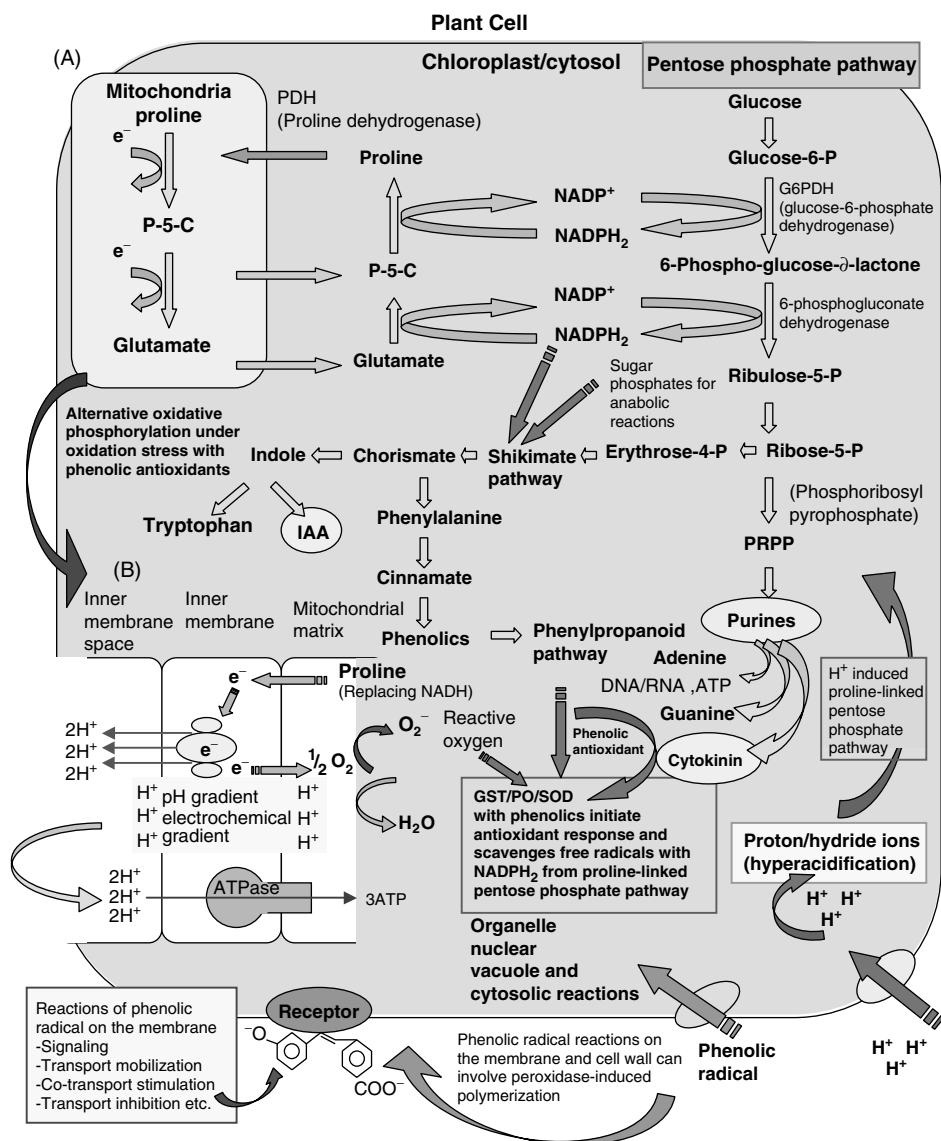 Plant Cell
(A)
Chloroplast/cytosol
Pentose phosphate pathway
Mitochondria
proline
e⁻
P-5-C
e⁻
Glutamate
PDH
(Proline dehydrogenase)
Proline
P-5-C
Glutamate
NADP⁺
NADPH₂
NADP⁺
NADPH₂
Glucose
Glucose-6-P
G6PDH
(glucose-6-phosphate
dehydrogenase)
6-Phospho-glucose-∂-lactone
6-phosphogluconate
dehydrogenase
Ribulose-5-P
Sugar
phosphates for
anabolic
reactions
Alternative oxidative
phosphorylation under
oxidation stress with
phenolic antioxidants
Indole
Chorismate
Shikimate
pathway
Erythrose-4-P
Ribose-5-P
Tryptophan
IAA
Phenylalanine
(Phosphoribosyl
pyrophosphate)
PRPP
Cinnamate
(B)
Inner
membrane
space
Inner
membrane
Mitochondrial
matrix
Phenolics
Phenylpropanoid
pathway
Purines
Adenine
DNA/RNA ,ATP
Guanine
Cytokinin
H⁺ induced
proline-linked
pentose
phosphate
pathway
e⁻
Proline
(Replacing NADH)
2H⁺
2H⁺
2H⁺
e⁻
e⁻
½ O₂
O₂⁻
H₂O
Reactive
oxygen
Phenolic
antioxidant
H⁺ pH gradient H⁺
H⁺ electrochemical H⁺
H⁺ gradient H⁺
GST/PO/SOD
with phenolics initiate
antioxidant response and
scavenges free radicals with
NADPH₂ from proline-linked
pentose phosphate pathway
Proton/hydride ions
(hyperacidification)
H⁺ H⁺
H⁺
2H⁺
2H⁺
2H⁺
ATPase
3ATP
Organelle
nuclear
vacuole and
cytosolic reactions
Reactions of phenolic
radical on the membrane
-Signaling
-Transport mobilization
-Co-transport stimulation
-Transport inhibition etc.
Receptor
⁻O
COO⁻
Phenolic radical reactions on
the membrane and cell wall can
involve peroxidase-induced
polymerization
Phenolic
radical
H⁺ H⁺
H⁺